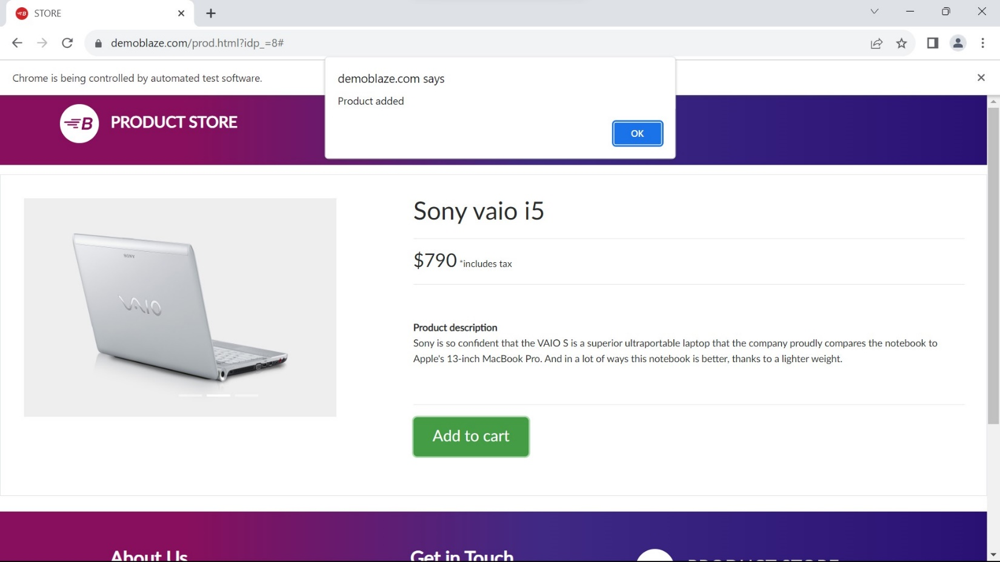 STORE
demoblaze.com/prod.html?idp_=8#
Chrome is being controlled by automated test software.
demoblaze.com says
Product added
OK
B PRODUCT STORE
Sony vaio i5
$790 *includes tax
SONY
VAIO
Product description
Sony is so confident that the VAIO S is a superior ultraportable laptop that the company proudly compares the notebook to
Apple's 13-inch MacBook Pro. And in a lot of ways this notebook is better, thanks to a lighter weight.
Add to cart
About Us
Get in Touch
PRODUCT STORE